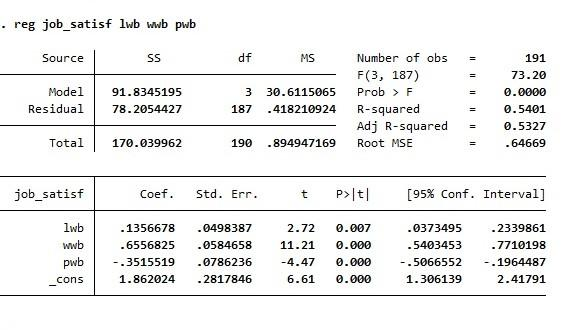 . reg job_satisf lwb wwb pwb
Source SS df MS Number of obs = 191
F(3, 187) = 73.20
Model 91.8345195 3 30.6115065 Prob > F = 0.0000
Residual 78.2054427 187 .418210924 R-squared = 0.5401
Adj R-squared = 0.5327
Total 170.039962 190 .894947169 Root MSE = .64669
job_satisf Coef. Std. Err. t P>|t| [95% Conf. Interval]
lwb .1356678 .0498387 2.72 0.007 .0373495 .2339861
wwb .6556825 .0584658 11.21 0.000 .5403453 .7710198
pwb -.3515519 .0786236 -4.47 0.000 -.5066552 -.1964487
_cons 1.862024 .2817846 6.61 0.000 1.306139 2.41791